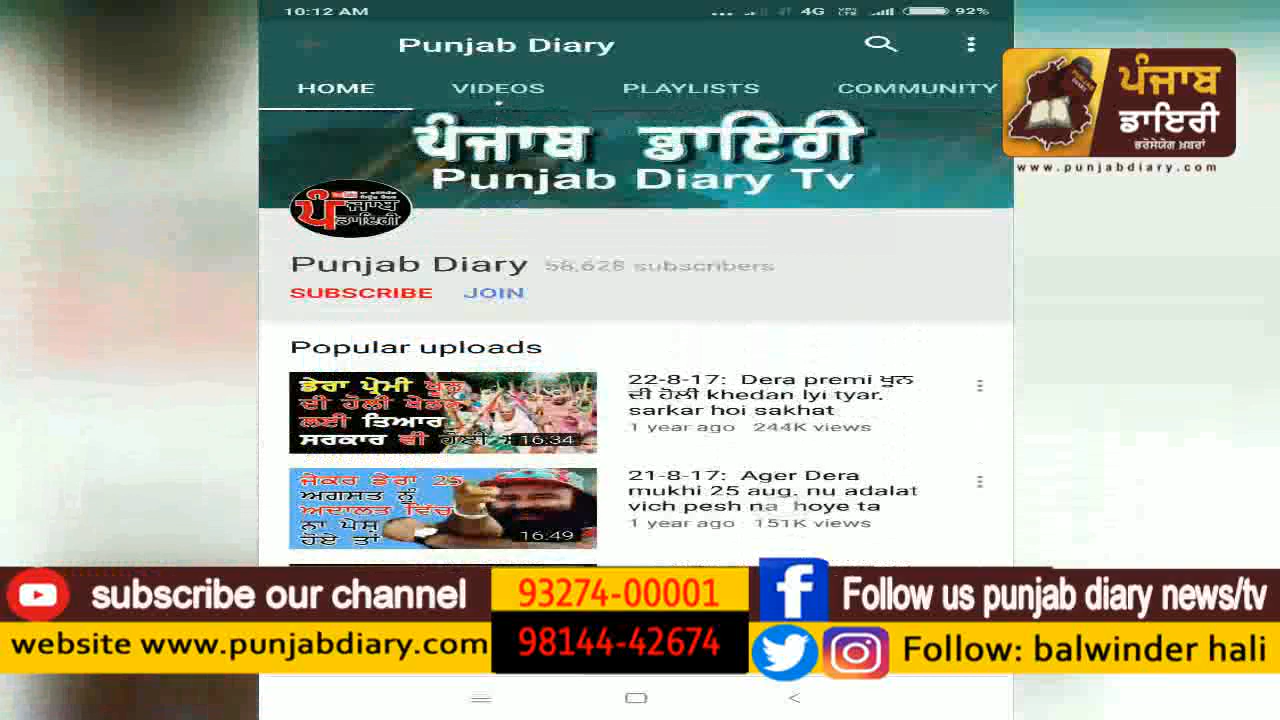 10:12 AM
4G
92%
Punjab Diary
HOME VIDEOS PLAYLISTS COMMUNITY
ਪੰਜਾਬ ਡਾਇਰੀ
Punjab Diary Tv
ਪੰਜਾਬ
ਡਾਇਰੀ
ਭਰੋਸੇਯੋਗ ਖ਼ਬਰਾਂ
www.punjabdiary.com
ਪੰਜਾਬ
ਡਾਇਰੀ
Punjab Diary 58,628 subscribers
SUBSCRIBE JOIN
Popular uploads
ਡੇਰਾ ਪ੍ਰੇਮੀ ਖੂਨ
ਦੀ ਹੋਲੀ ਖੇਲਣ
ਲਈ ਤਿਆਰ
ਸਰਕਾਰ ਵੀ ਹੋਈ
16:34
22-8-17: Dera premi ਖੂਨ
ਦੀ ਹੋਲੀ khedan lyi tyar.
sarkar hoi sakhat
1 year ago 244K views
ਜੇਕਰ ਡੇਰਾ 25
ਅਗਸਤ ਨੂੰ
ਅਦਾਲਤ ਵਿੱਚ
ਨਾ ਪੇਸ਼
ਹੋਏ ਤਾਂ
16:49
21-8-17: Ager Dera
mukhi 25 aug. nu adalat
vich pesh na hoye ta
1 year ago 151K views
subscribe our channel
93274-00001
Follow us punjab diary news/tv
website www.punjabdiary.com
98144-42674
Follow: balwinder hali